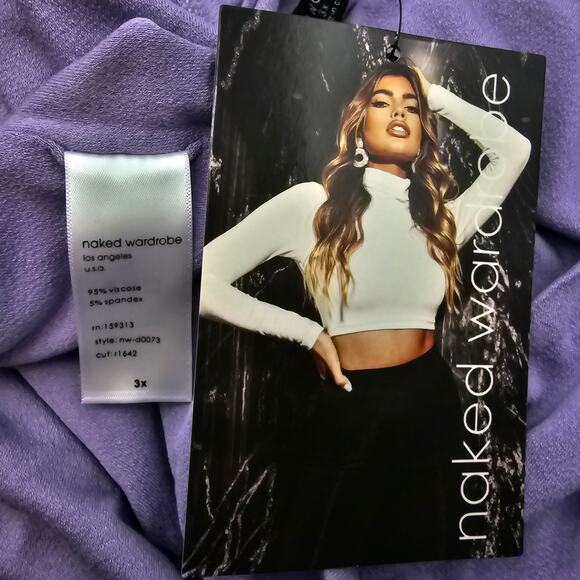 naked wardrobe
los angeles
u.s.a.
95% viscose
5% spandex
rn:159313
style: nw-d0073
cut: r1642
3x
naked wardrobe